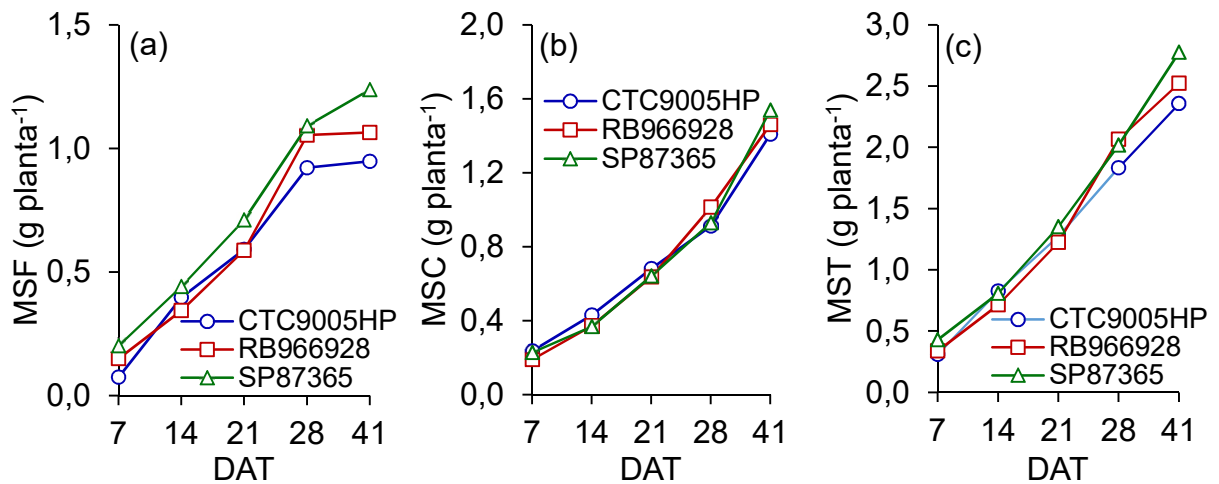 (a)
MSF (g planta⁻¹)
1,5
1,0
0,5
0,0
CTC9005HP
RB966928
SP87365
7 14 21 28 41
DAT
(b)
MSC (g planta⁻¹)
2,0
1,6
1,2
0,8
0,4
0,0
CTC9005HP
RB966928
SP87365
7 14 21 28 41
DAT
(c)
MST (g planta⁻¹)
3,0
2,5
2,0
1,5
1,0
0,5
0,0
CTC9005HP
RB966928
SP87365
7 14 21 28 41
DAT